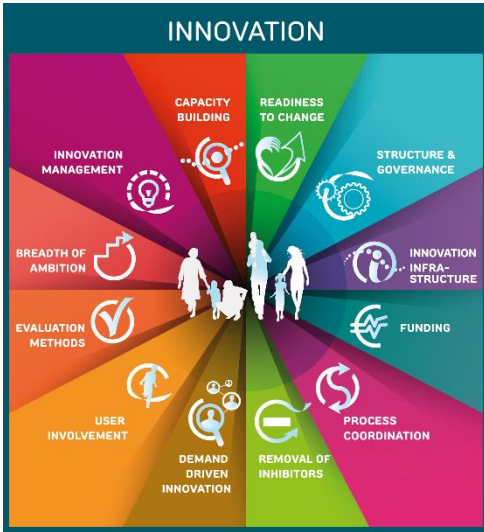 INNOVATION
CAPACITY
BUILDING
READINESS
TO CHANGE
INNOVATION
MANAGEMENT
STRUCTURE &
GOVERNANCE
BREADTH OF
AMBITION
INNOVATION
INFRA-
STRUCTURE
EVALUATION
METHODS
FUNDING
USER
INVOLVEMENT
PROCESS
COORDINATION
DEMAND
DRIVEN
INNOVATION
REMOVAL OF
INHIBITORS